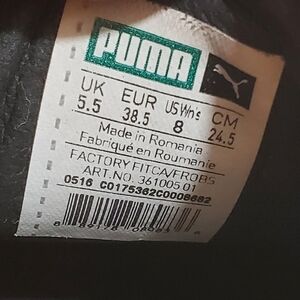 PUMA
UK EUR US Wn's CM
5.5 38.5 8 24.5
Made in Romania
Fabriqué en Roumanie
FACTORY FITCA/FROBS
ART.NO. 361005 01
0516 C0175362C0008682